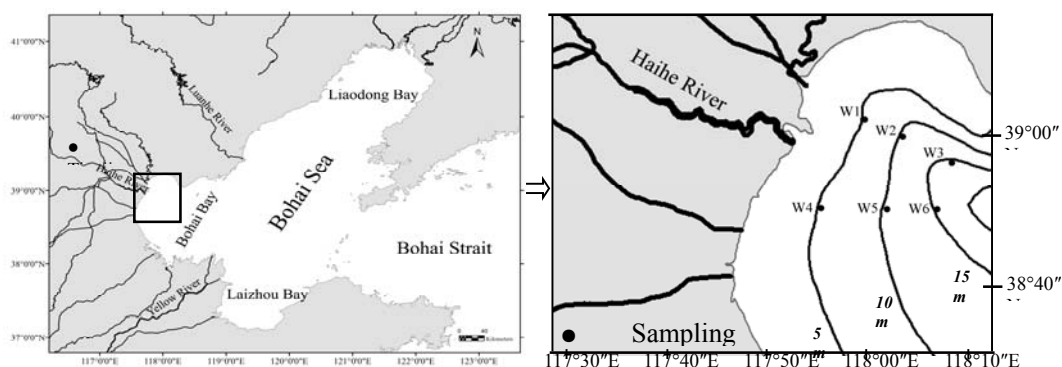 41°0'0"N
40°0'0"N
39°0'0"N
38°0'0"N
37°0'0"N
117°0'0"E
118°0'0"E
119°0'0"E
120°0'0"E
121°0'0"E
122°0'0"E
123°0'0"E
N
Liaodong Bay
Luanhe River
Bohai Sea
Bohai Bay
Bohai Strait
Yellow River
Laizhou Bay
Kilometers
Haihe River
W1
W2
W3
W4
W5
W6
5
m
10
m
15
m
Sampling
39°00″
38°40″
117°30″E
117°40″E
117°50″E
118°00″E
118°10″E